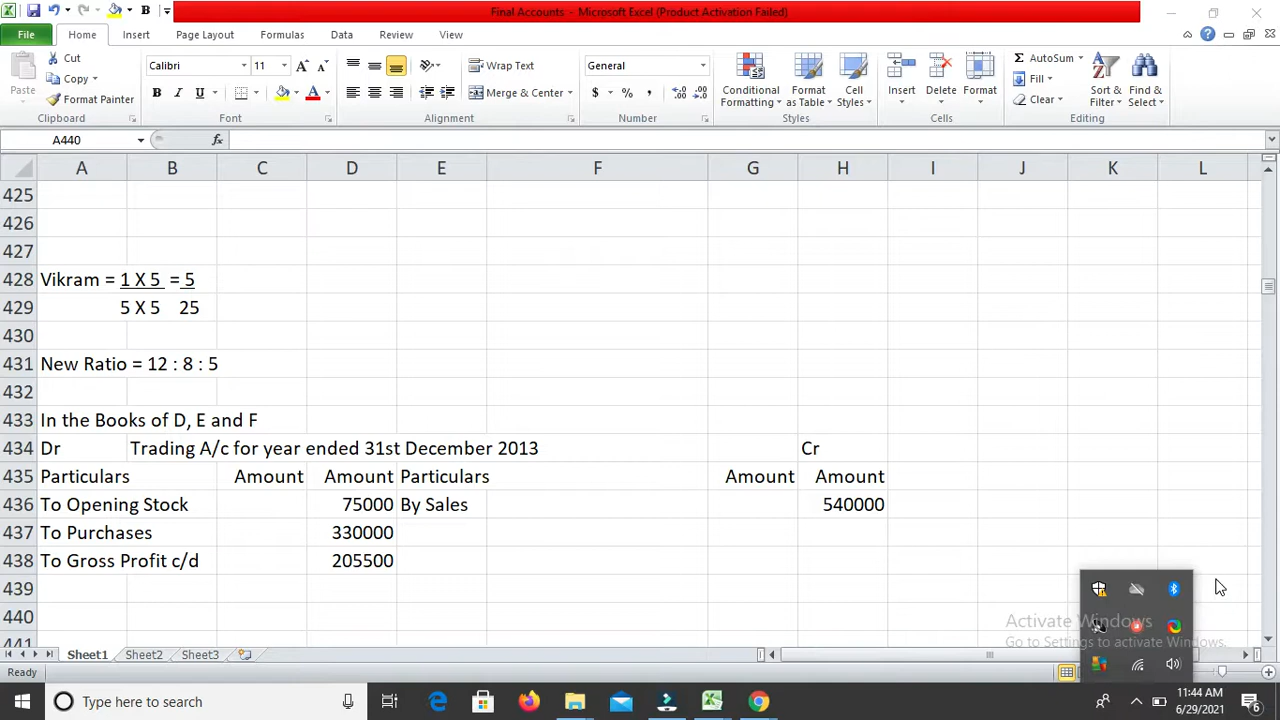 Final Accounts - Microsoft Excel (Product Activation Failed)
File Home Insert Page Layout Formulas Data Review View
Cut
Copy
Format Painter
Paste
Clipboard
Calibri 11
B I U
Font
Wrap Text
Merge & Center
Alignment
General
$ % ,
Number
Conditional Formatting
Format as Table
Cell Styles
Styles
Insert
Delete
Format
Cells
AutoSum
Fill
Clear
Sort & Filter
Find & Select
Editing
A440 fx
A B C D E F G H I J K L
425
426
427
428 Vikram = 1 X 5 = 5
429 5 X 5 25
430
431 New Ratio = 12 : 8 : 5
432
433 In the Books of D, E and F
434 Dr Trading A/c for year ended 31st December 2013 Cr
435 Particulars Amount Amount Particulars Amount Amount
436 To Opening Stock 75000 By Sales 540000
437 To Purchases 330000
438 To Gross Profit c/d 205500
439
440
441
Activate Windows
Go to Settings to activate Windows.
Sheet1 Sheet2 Sheet3
Ready
Type here to search
11:44 AM
6/29/2021
6